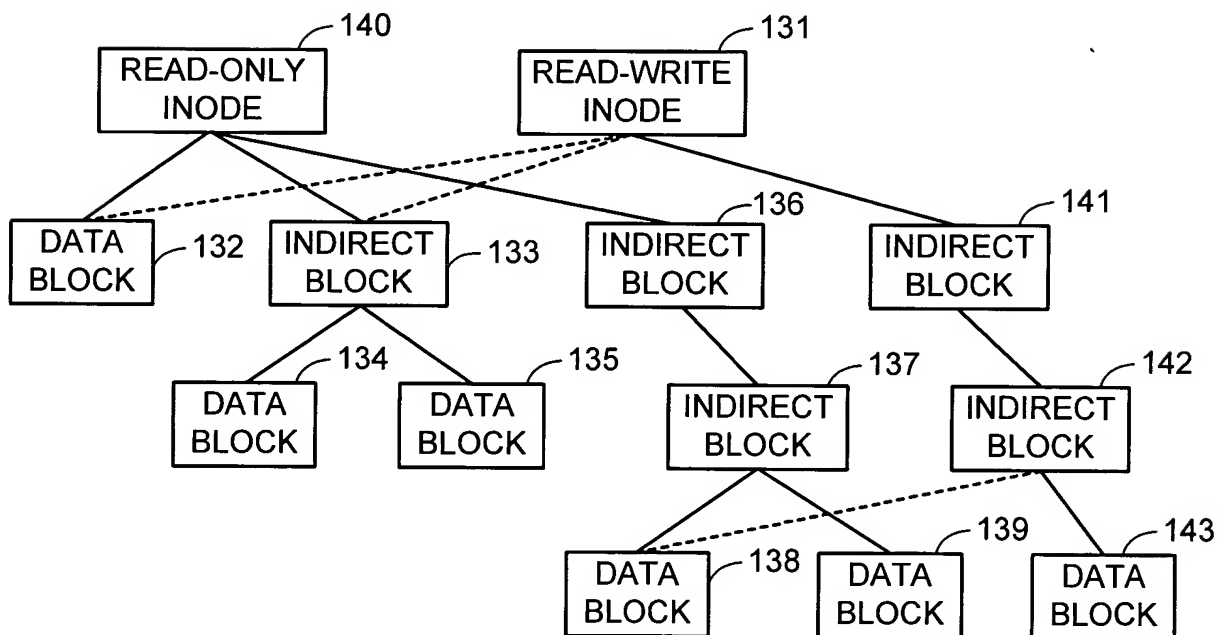 140
131
READ-ONLY
INODE
READ-WRITE
INODE
136
141
DATA
BLOCK
132
INDIRECT
BLOCK
133
INDIRECT
BLOCK
INDIRECT
BLOCK
134
135
137
142
DATA
BLOCK
DATA
BLOCK
INDIRECT
BLOCK
INDIRECT
BLOCK
139
143
DATA
BLOCK
138
DATA
BLOCK
DATA
BLOCK